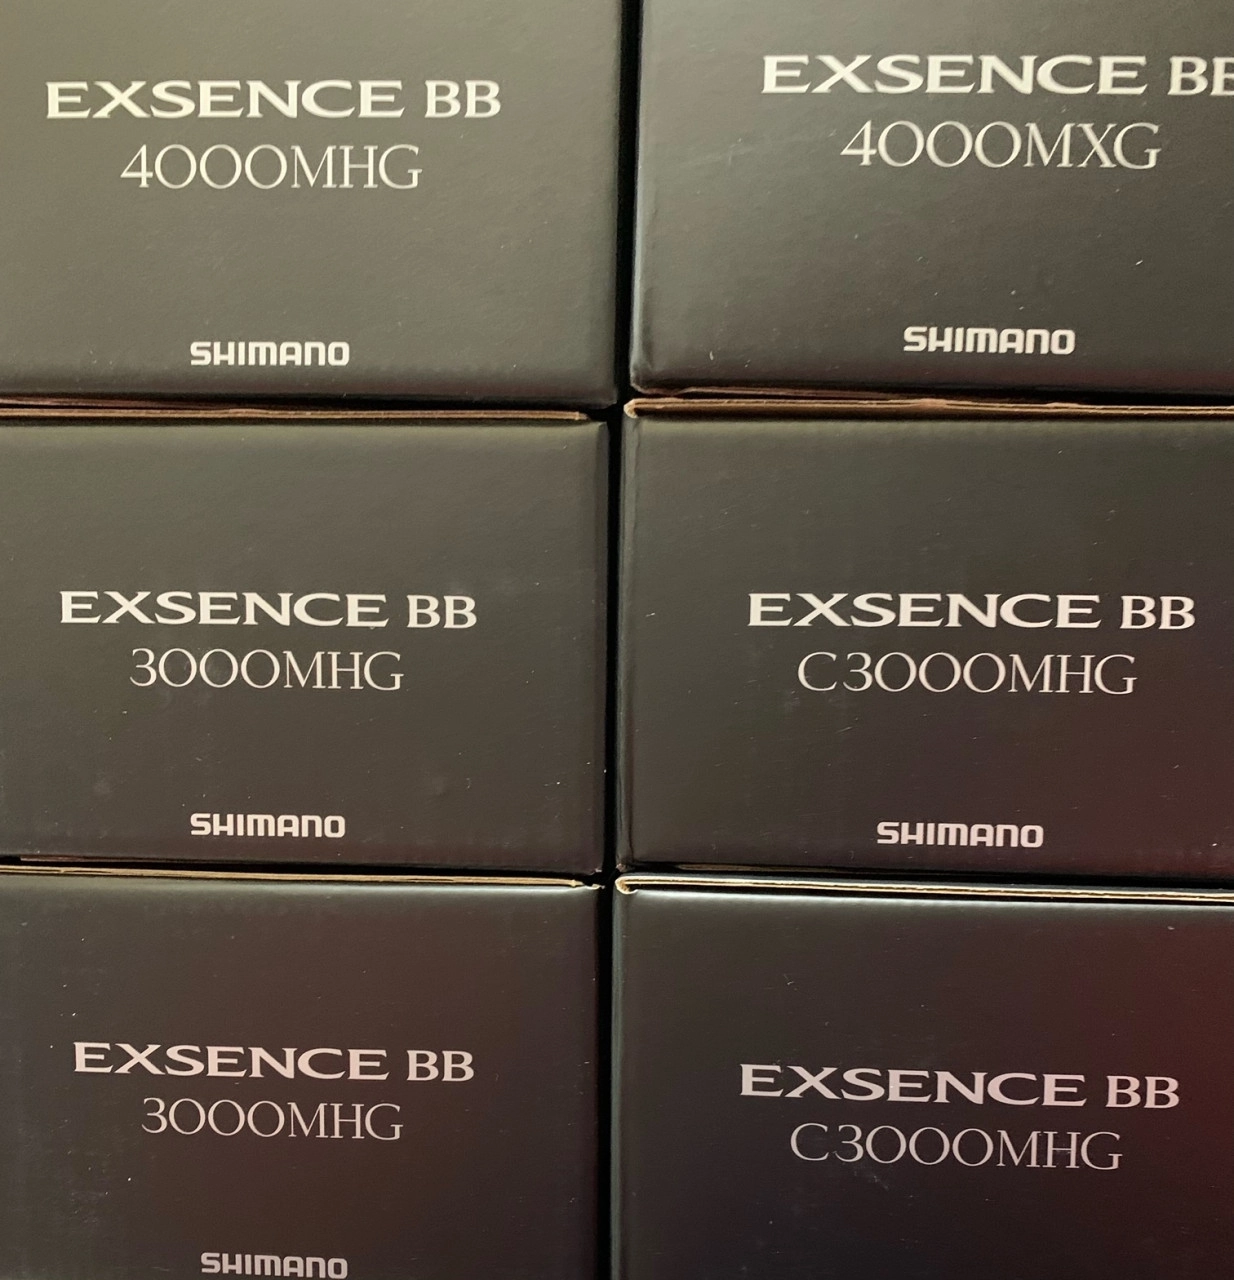 EXSENCE BB
4000MHG
SHIMANO
EXSENCE BB
4000MXG
SHIMANO
EXSENCE BB
3000MHG
SHIMANO
EXSENCE BB
C3000MHG
SHIMANO
EXSENCE BB
3000MHG
SHIMANO
EXSENCE BB
C3000MHG